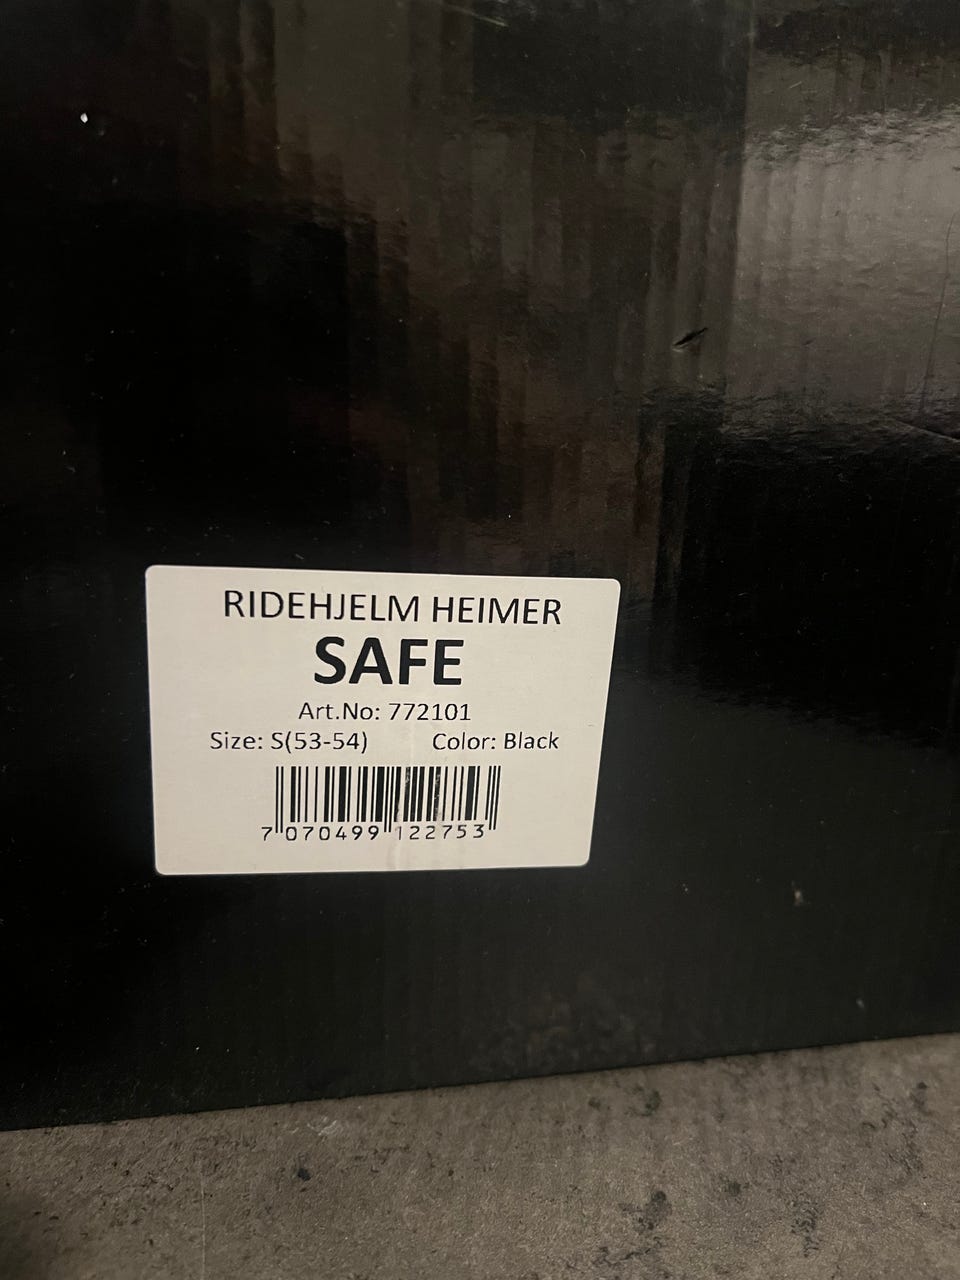 RIDEHJELM HEIMER
SAFE
Art.No: 772101
Size: S(53-54) Color: Black
7 070499 122753